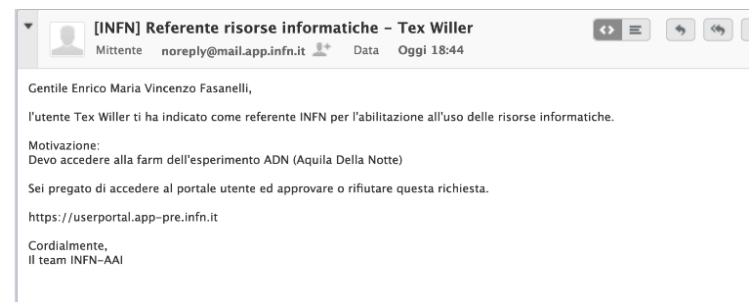 [INFN] Referente risorse informatiche – Tex Willer
Mittente noreply@mail.app.infn.it Data Oggi 18:44
Gentile Enrico Maria Vincenzo Fasanelli,
l'utente Tex Willer ti ha indicato come referente INFN per l'abilitazione all'uso delle risorse informatiche.
Motivazione:
Devo accedere alla farm dell'esperimento ADN (Aquila Della Notte)
Sei pregato di accedere al portale utente ed approvare o rifiutare questa richiesta.
https://userportal.app-pre.infn.it
Cordialmente,
Il team INFN-AAI